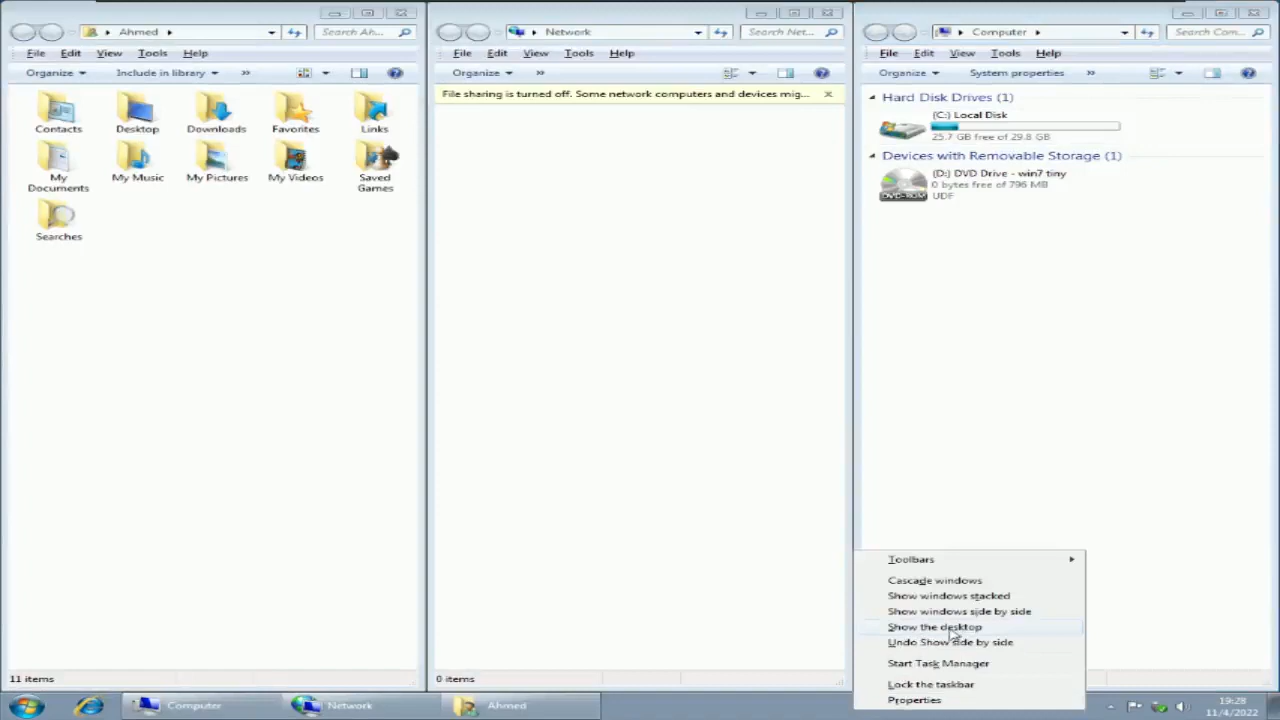 Ahmed
Search Ah...
File Edit View Tools Help
Organize Include in library »
Contacts
Desktop
Downloads
Favorites
Links
My Documents
My Music
My Pictures
My Videos
Saved Games
Searches
11 items
Network
Search Net...
File Edit View Tools Help
Organize »
File sharing is turned off. Some network computers and devices mig...
0 items
Computer
Search Com...
File Edit View Tools Help
Organize System properties »
Hard Disk Drives (1)
(C:) Local Disk
25.7 GB free of 29.8 GB
Devices with Removable Storage (1)
(D:) DVD Drive - win7 tiny
0 bytes free of 796 MB
UDF
DVD-ROM
Toolbars
Cascade windows
Show windows stacked
Show windows side by side
Show the desktop
Undo Show side by side
Start Task Manager
Lock the taskbar
Properties
Computer
Network
Ahmed
19:28
11/4/2022